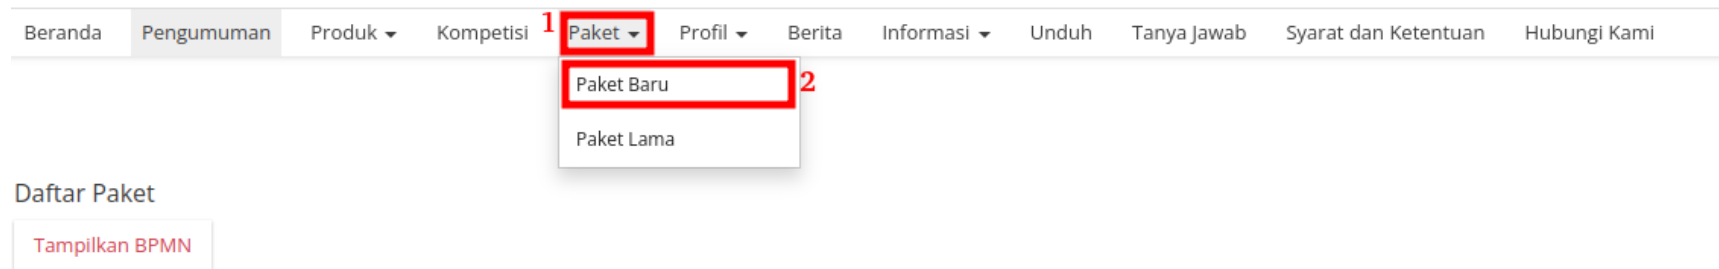 Beranda Pengumuman Produk Kompetisi 1 Paket Profil Berita Informasi Unduh Tanya Jawab Syarat dan Ketentuan Hubungi Kami
Paket Baru 2
Paket Lama
Daftar Paket
Tampilkan BPMN